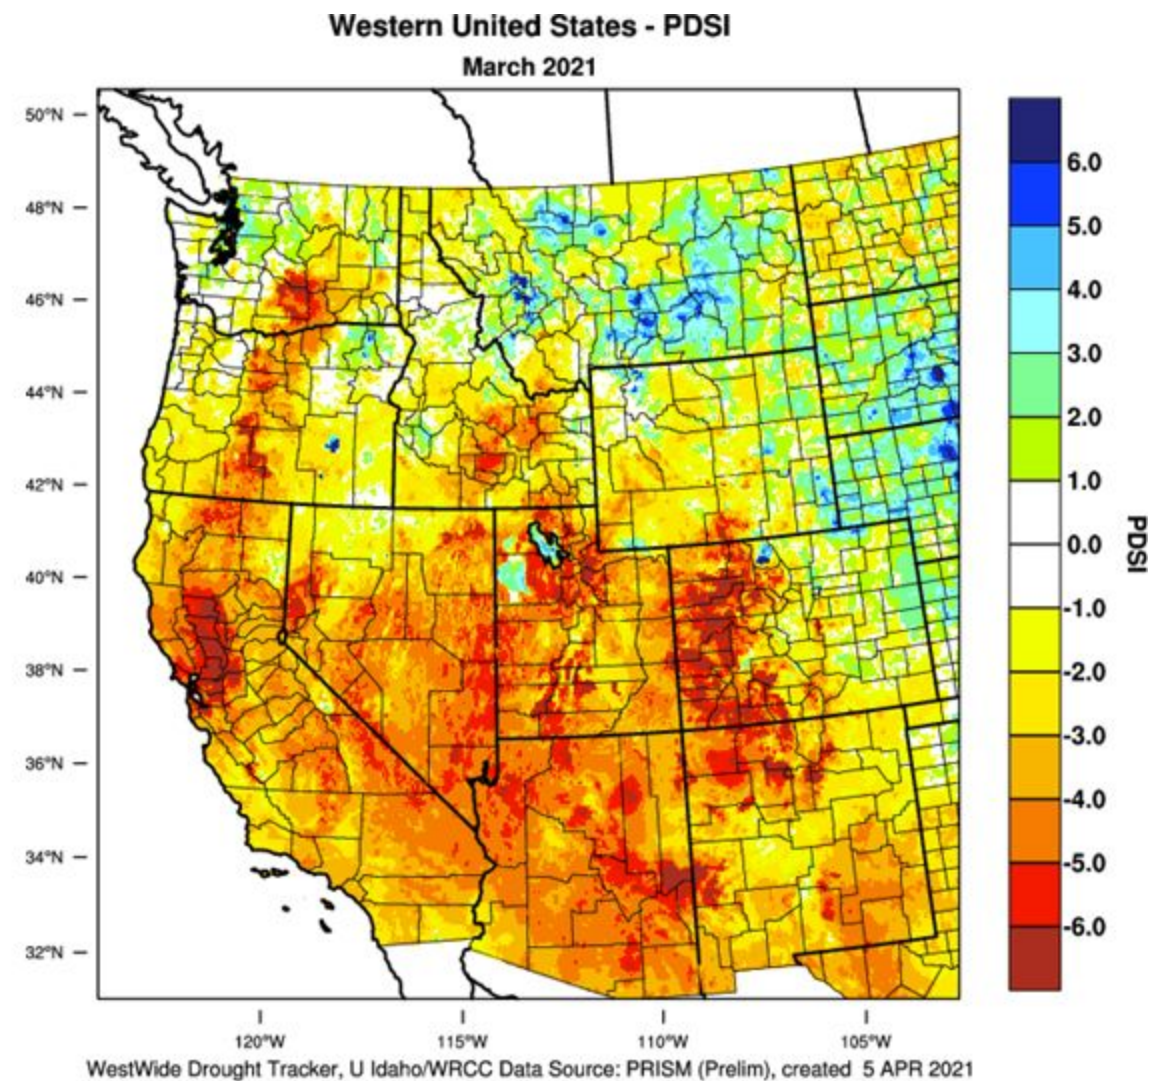 Western United States - PDSI
March 2021
50°N
48°N
46°N
44°N
42°N
40°N
38°N
36°N
34°N
32°N
120°W
115°W
110°W
105°W
6.0
5.0
4.0
3.0
2.0
1.0
0.0
-1.0
-2.0
-3.0
-4.0
-5.0
-6.0
PDSI
WestWide Drought Tracker, U Idaho/WRCC Data Source: PRISM (Prelim), created 5 APR 2021